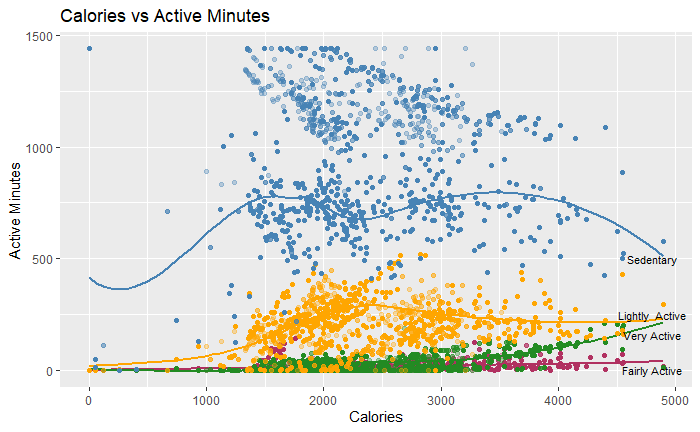 Calories vs Active Minutes
1500
1000
500
0
Active Minutes
Sedentary
Lightly Active
Very Active
Fairly Active
0 1000 2000 3000 4000 5000
Calories